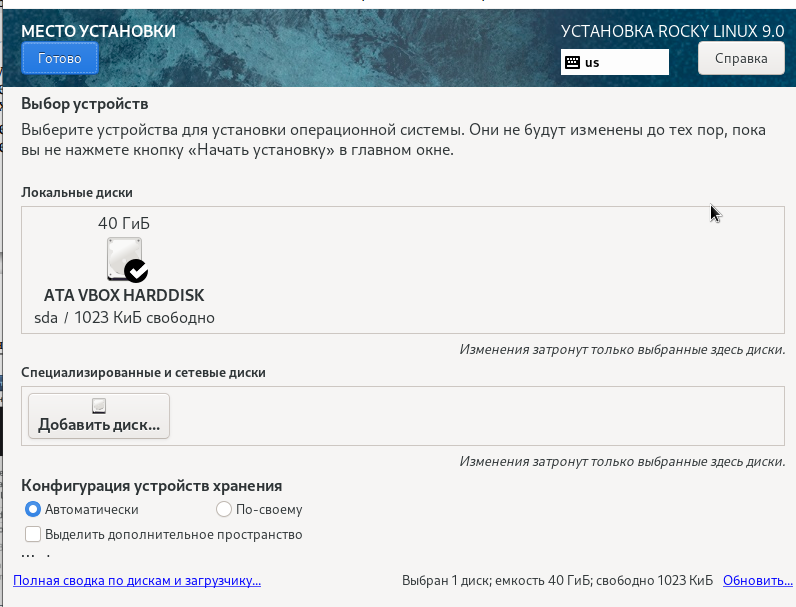 МЕСТО УСТАНОВКИ
УСТАНОВКА ROCKY LINUX 9.0
Готово
us
Справка
Выбор устройств
Выберите устройства для установки операционной системы. Они не будут изменены до тех пор, пока
вы не нажмете кнопку «Начать установку» в главном окне.
Локальные диски
40 ГиБ
ATA VBOX HARDDISK
sda / 1023 КиБ свободно
Изменения затронут только выбранные здесь диски.
Специализированные и сетевые диски
Добавить диск...
Изменения затронут только выбранные здесь диски.
Конфигурация устройств хранения
Автоматически
По-своему
Выделить дополнительное пространство
Полная сводка по дискам и загрузчику...
Выбран 1 диск; емкость 40 ГиБ; свободно 1023 КиБ
Обновить...